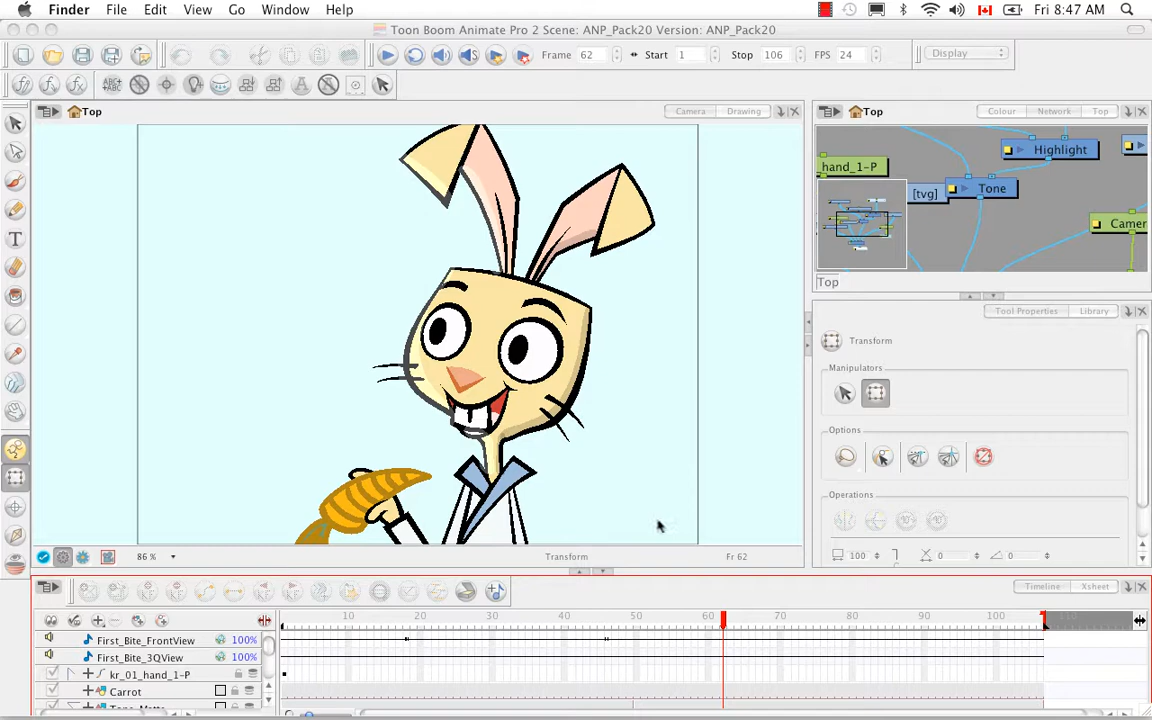 Finder File Edit View Go Window Help Fri 8:47 AM
Toon Boom Animate Pro 2 Scene: ANP_Pack20 Version: ANP_Pack20
Frame 62 Start 1 Stop 106 FPS 24 Display
Top Camera Drawing
Top Colour Network Top
hand_1-P
Highlight
[tvg]
Tone
Camer
Top
Tool Properties Library
Transform
Manipulators
Options
Operations
100 0 0
86 % Transform Fr 62
Timeline Xsheet
10 20 30 40 50 60 70 80 90 100 110
First_Bite_FrontView 100%
First_Bite_3QView 100%
kr_01_hand_1-P
Carrot